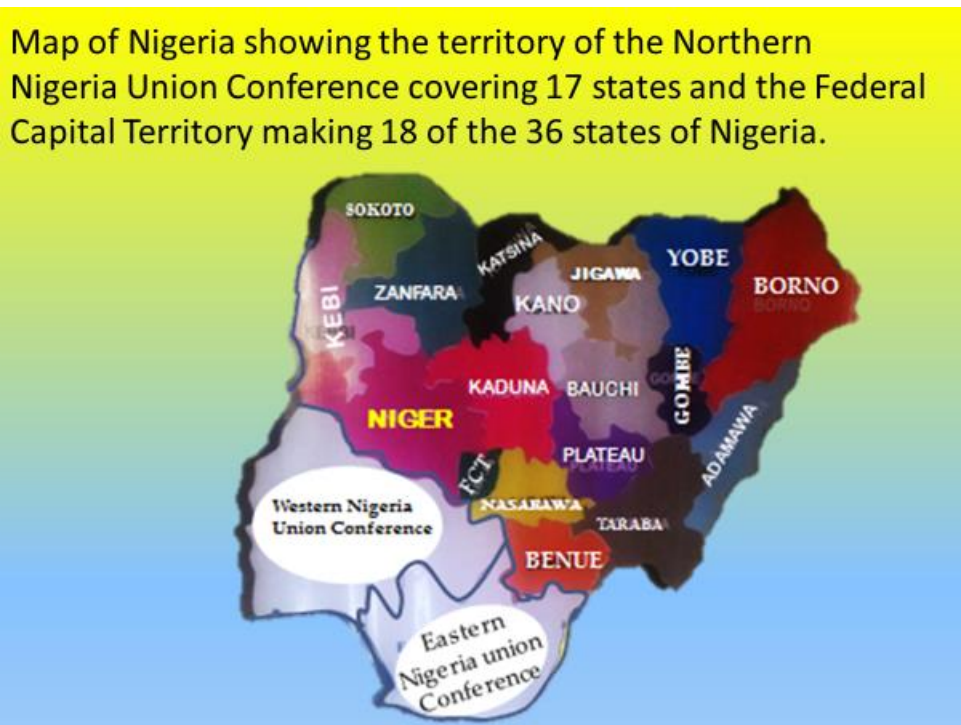 Map of Nigeria showing the territory of the Northern
Nigeria Union Conference covering 17 states and the Federal
Capital Territory making 18 of the 36 states of Nigeria.
SOKOTO
KATSINA
YOBE
JIGAWA
BORNO
BORNO
ZANFARA
KANO
KEBI
KADUNA
BAUCHI
GOMBE
NIGER
ADAMAWA
PLATEAU
PLATEAU
FCT
NASARAWA
TARABA
Western Nigeria
Union Conference
BENUE
Eastern
Nigeria union
Conference